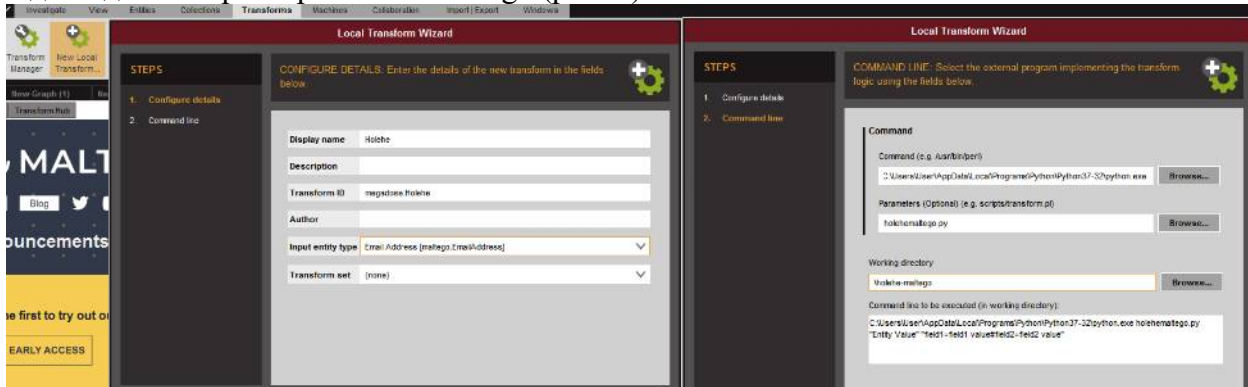 Investigate View Entities Collections Transforms Machines Collaboration Import | Export Windows
Transform Manager
New Local Transform...
New Graph (1)
Transform Hub
MALT
Blog
ouncements
e first to try out o
EARLY ACCESS
Local Transform Wizard
STEPS
1. Configure details
2. Command line
CONFIGURE DETAILS: Enter the details of the new transform in the fields
below.
Display name Holehe
Description
Transform ID megadose.Holehe
Author
Input entity type Email Address [maltego.EmailAddress]
Transform set (none)
Local Transform Wizard
STEPS
1. Configure details
2. Command line
COMMAND LINE: Select the external program implementing the transform
logic using the fields below.
Command
Command (e.g. /usr/bin/perl)
C:\Users\User\AppData\Local\Programs\Python\Python37-32\python.exe Browse...
Parameters (Optional) (e.g. scripts/transform.pl)
holehemaltego.py Browse...
Working directory
\holehe-maltego Browse...
Command line to be executed (in working directory):
C:\Users\User\AppData\Local\Programs\Python\Python37-32\python.exe holehemaltego.py
"Entity Value" "field1=field1 value#field2=field2 value"